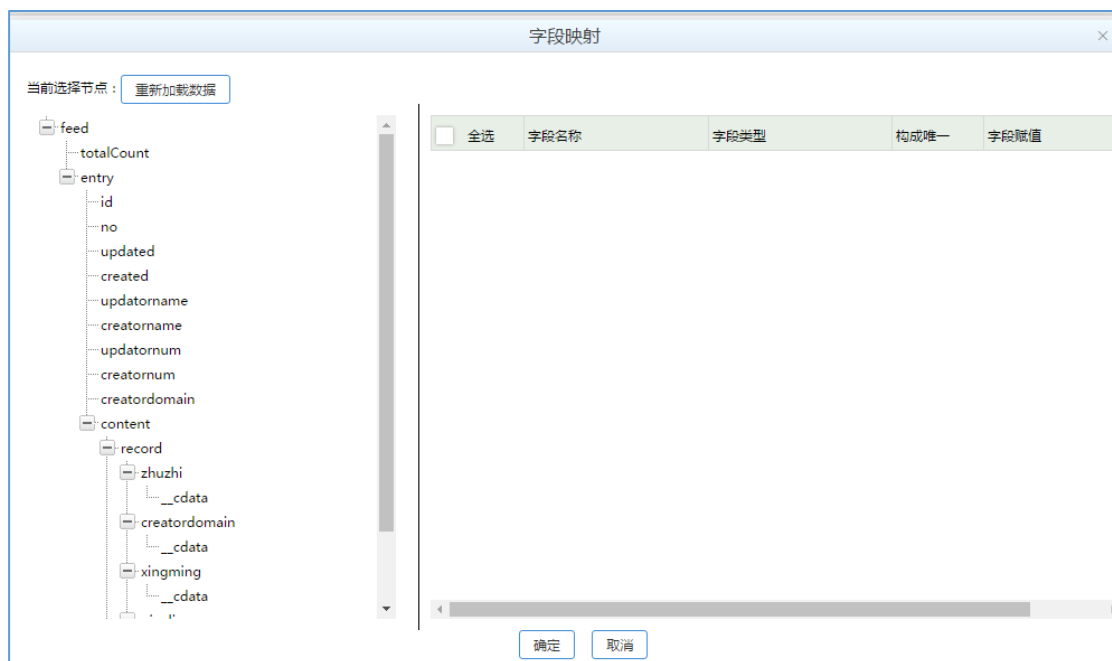 字段映射
当前选择节点：
重新加载数据
feed
totalCount
entry
id
no
updated
created
updatorname
creatorname
updatornum
creatornum
creatordomain
content
record
zhuzhi
__cdata
creatordomain
__cdata
xingming
__cdata
全选 字段名称 字段类型 构成唯一 字段赋值
确定 取消